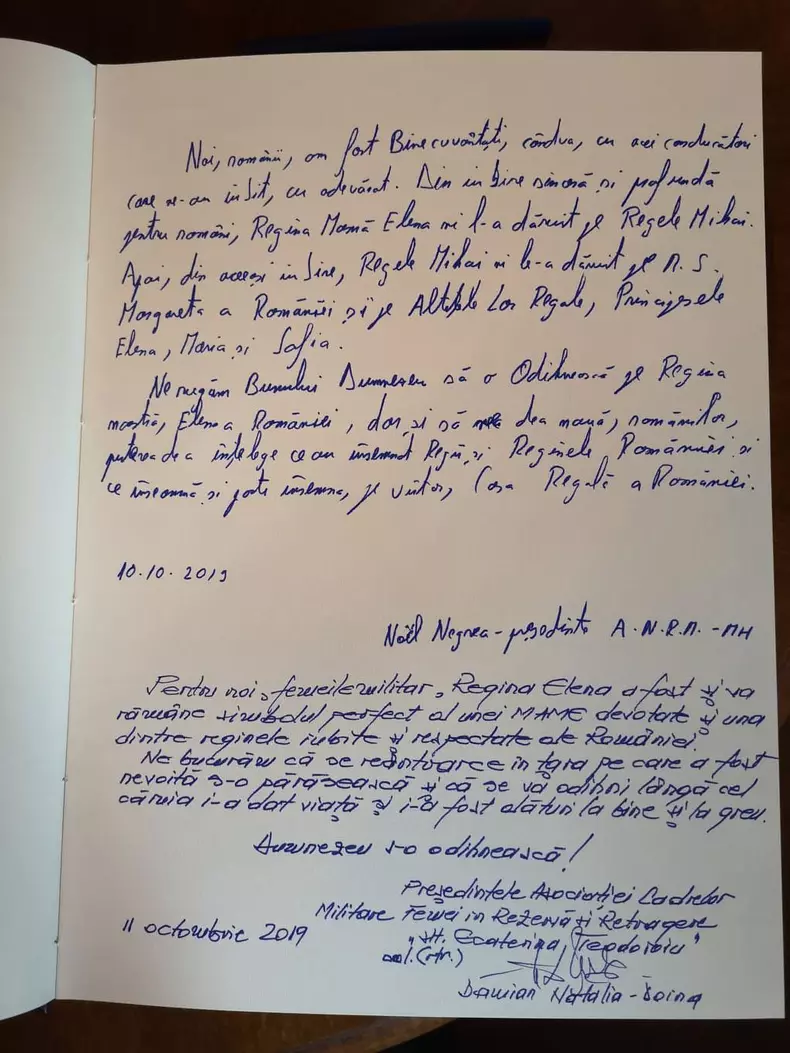 Noi, românii, am fost Binecuvântați, cândva, cu acei conducători
care ne-au iubit, cu adevărat. Din iubire sinceră și profundă
pentru români, Regina Mamă Elena ni l-a dăruit pe Regele Mihai.
Apoi, din aceeași iubire, Regele Mihai ni le-a dăruit pe M. S.
Margareta a României și pe Altețele Lor Regale, Principesele
Elena, Maria și Sofia.
Ne rugăm Bunului Dumnezeu să o Odihnească pe Regina
noastră, Elena a României, dar și să ne dea nouă, românilor,
puterea de a înțelege ce au însemnat Regii și Reginele României și
ce înseamnă și poate însemna, pe viitor, Casa Regală a României.
10.10.2019
Noël Negrea - președinte A.N.R.M. - MH
Pentru noi, femeile militar, Regina Elena a fost și va
rămâne simbolul perfect al unei MAME devotate și una
dintre reginele iubite și respectate ale României.
Ne bucurăm că se reîntoarce în țara pe care a fost
nevoită s-o părăsească și că se va odihni lângă cel
căruia i-a dat viață și i-a fost alături la bine și la greu.
Dumnezeu s-o odihnească!
Președintele Asociației Cadrelor
Militare Femei în Rezervă și Retragere
11 octombrie 2019
Ecaterina Teodoroiu"
(rtr.)
Damian Natalia-Doina